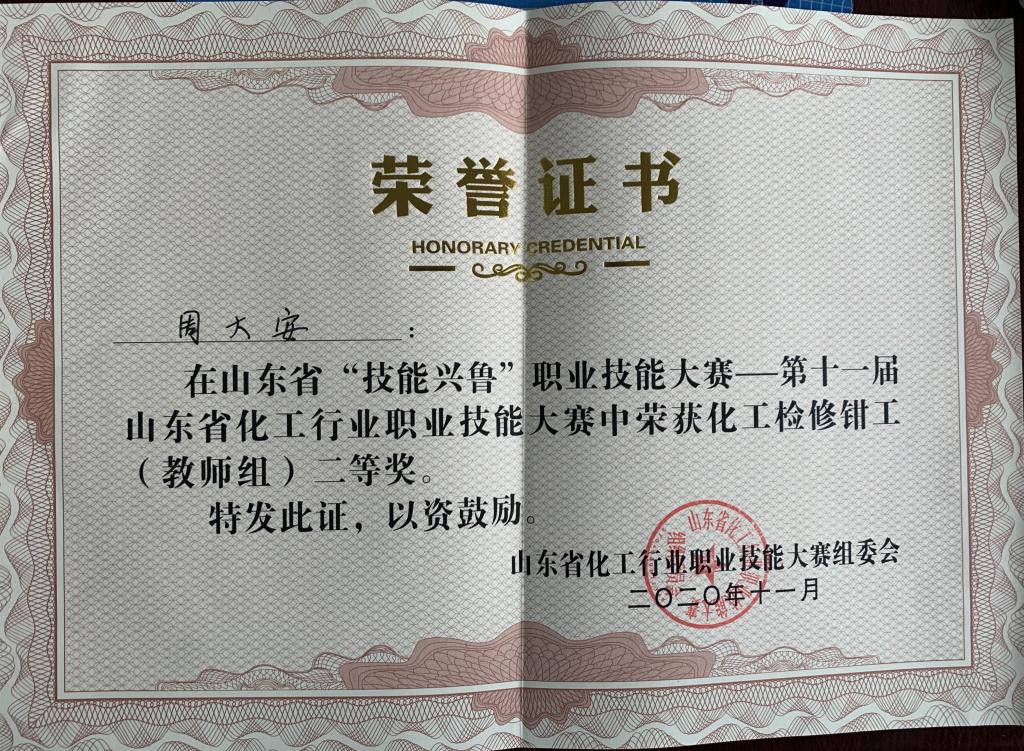 荣誉证书
HONORARY CREDENTIAL
周大安：
在山东省“技能兴鲁”职业技能大赛—第十一届
山东省化工行业职业技能大赛中荣获化工检修钳工
（教师组）二等奖。
特发此证，以资鼓励。
山东省化工行业职业技能大赛组委会
二〇二〇年十一月